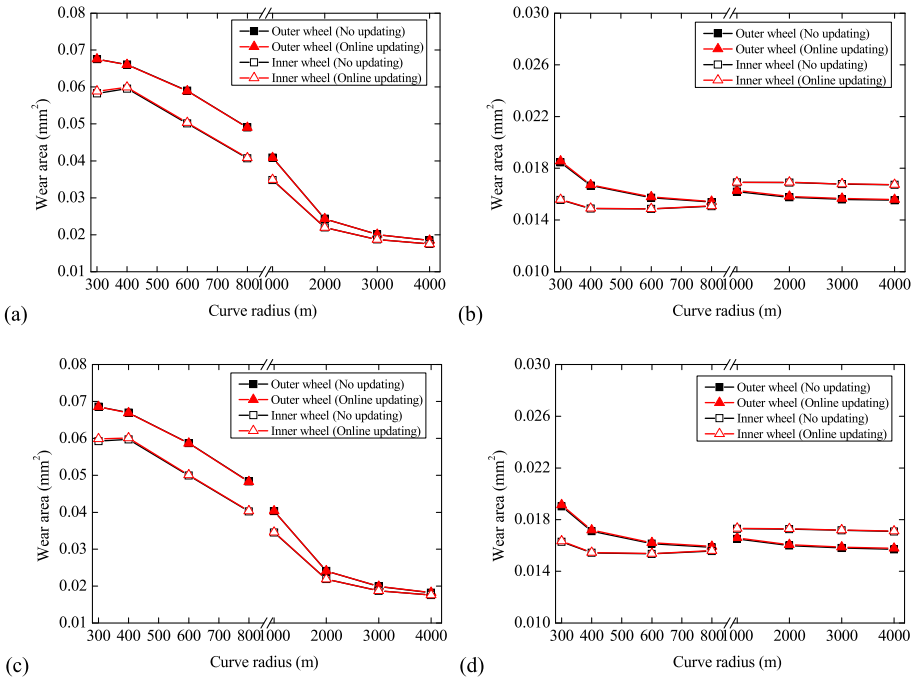 0.08
0.07
0.06
0.05
0.04
0.03
0.02
0.01
Wear area (mm²)
Outer wheel (No updating)
Outer wheel (Online updating)
Inner wheel (No updating)
Inner wheel (Online updating)
300 400 500 600 700 800 1000 2000 3000 4000
Curve radius (m)
(a)
0.030
0.026
0.022
0.018
0.014
0.010
Wear area (mm²)
Outer wheel (No updating)
Outer wheel (Online updating)
Inner wheel (No updating)
Inner wheel (Online updating)
300 400 500 600 700 800 1000 2000 3000 4000
Curve radius (m)
(b)
0.08
0.07
0.06
0.05
0.04
0.03
0.02
0.01
Wear area (mm²)
Outer wheel (No updating)
Outer wheel (Online updating)
Inner wheel (No updating)
Inner wheel (Online updating)
300 400 500 600 700 800 1000 2000 3000 4000
Curve radius (m)
(c)
0.030
0.026
0.022
0.018
0.014
0.010
Wear area (mm²)
Outer wheel (No updating)
Outer wheel (Online updating)
Inner wheel (No updating)
Inner wheel (Online updating)
300 400 500 600 700 800 1000 2000 3000 4000
Curve radius (m)
(d)